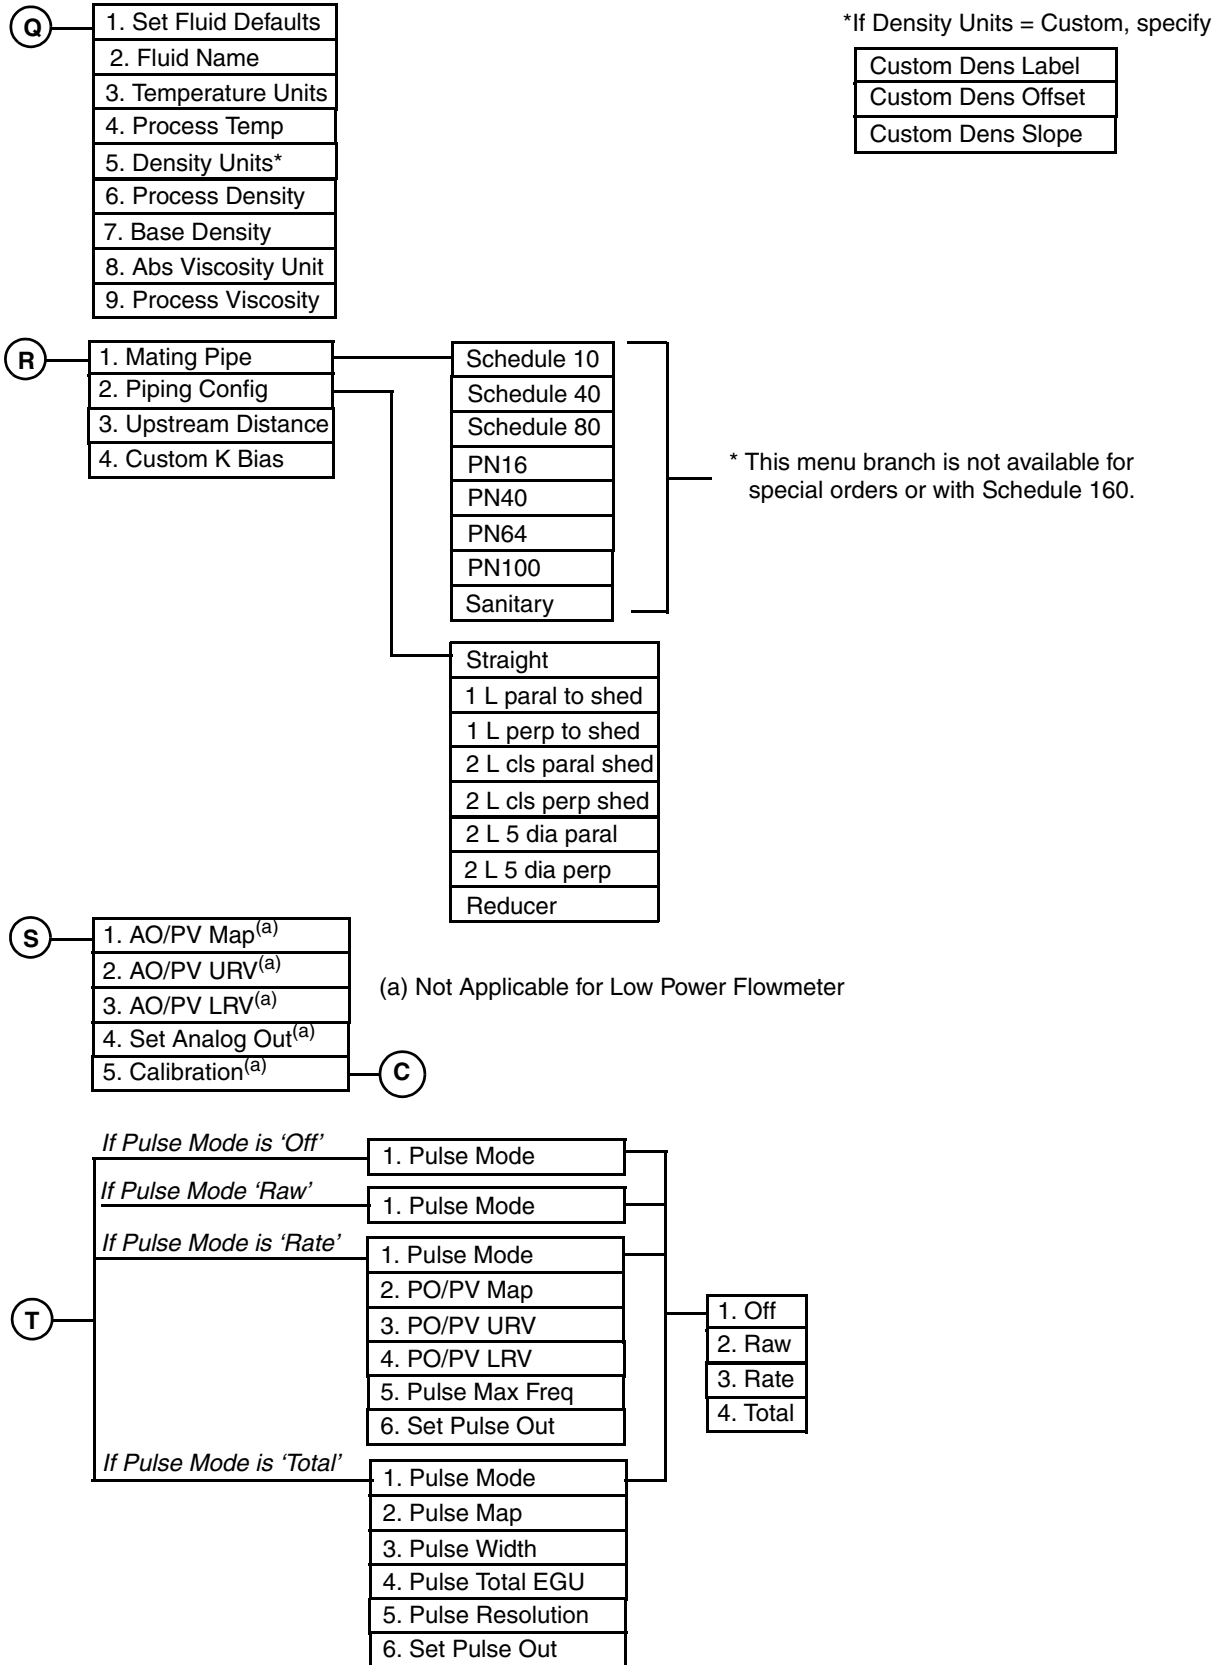 Q
1. Set Fluid Defaults
2. Fluid Name
3. Temperature Units
4. Process Temp
5. Density Units*
6. Process Density
7. Base Density
8. Abs Viscosity Unit
9. Process Viscosity
*If Density Units = Custom, specify
Custom Dens Label
Custom Dens Offset
Custom Dens Slope
R
1. Mating Pipe
2. Piping Config
3. Upstream Distance
4. Custom K Bias
Schedule 10
Schedule 40
Schedule 80
PN16
PN40
PN64
PN100
Sanitary
* This menu branch is not available for
special orders or with Schedule 160.
Straight
1 L paral to shed
1 L perp to shed
2 L cls paral shed
2 L cls perp shed
2 L 5 dia paral
2 L 5 dia perp
Reducer
S
1. AO/PV Map(a)
2. AO/PV URV(a)
3. AO/PV LRV(a)
4. Set Analog Out(a)
5. Calibration(a)
C
(a) Not Applicable for Low Power Flowmeter
T
If Pulse Mode is ‘Off’
1. Pulse Mode
If Pulse Mode ‘Raw’
1. Pulse Mode
If Pulse Mode is ‘Rate’
1. Pulse Mode
2. PO/PV Map
3. PO/PV URV
4. PO/PV LRV
5. Pulse Max Freq
6. Set Pulse Out
If Pulse Mode is ‘Total’
1. Pulse Mode
2. Pulse Map
3. Pulse Width
4. Pulse Total EGU
5. Pulse Resolution
6. Set Pulse Out
1. Off
2. Raw
3. Rate
4. Total